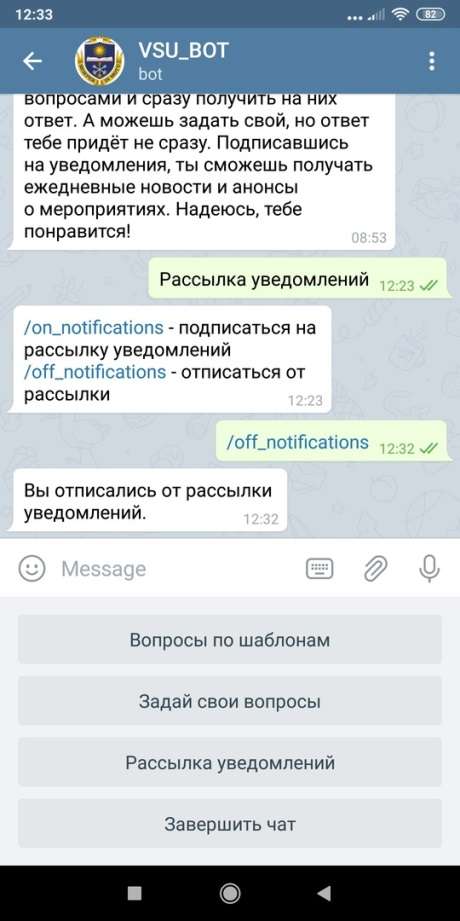 12:33
82
VSU_BOT
bot
вопросами и сразу получить на них
ответ. А можешь задать свой, но ответ
тебе придёт не сразу. Подписавшись
на уведомления, ты сможешь получать
ежедневные новости и анонсы
о мероприятиях. Надеюсь, тебе
понравится!
08:53
Рассылка уведомлений
12:23
/on_notifications - подписаться на
рассылку уведомлений
/off_notifications - отписаться от
рассылки
12:23
/off_notifications
12:32
Вы отписались от рассылки
уведомлений.
12:32
Message
Вопросы по шаблонам
Задай свои вопросы
Рассылка уведомлений
Завершить чат